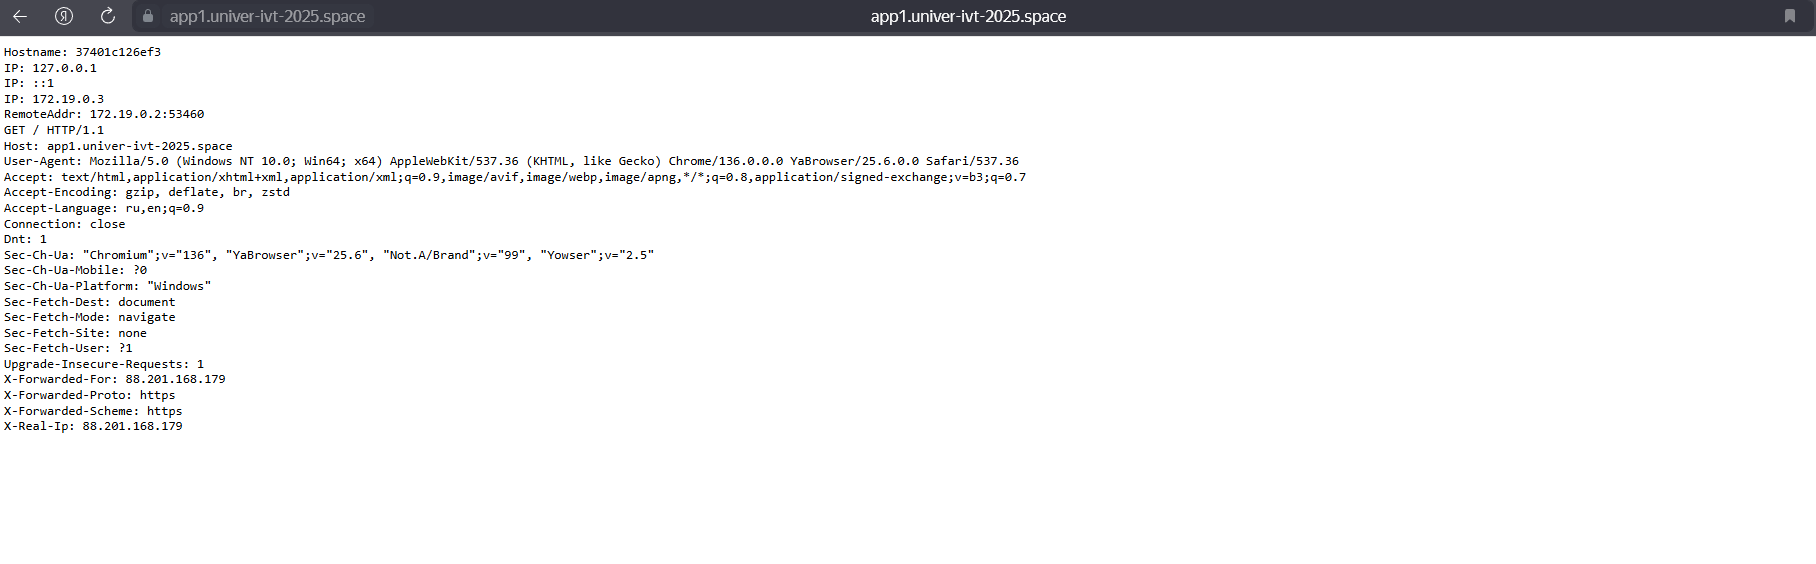 Я app1.univer-ivt-2025.space app1.univer-ivt-2025.space
Hostname: 37401c126ef3
IP: 127.0.0.1
IP: ::1
IP: 172.19.0.3
RemoteAddr: 172.19.0.2:53460
GET / HTTP/1.1
Host: app1.univer-ivt-2025.space
User-Agent: Mozilla/5.0 (Windows NT 10.0; Win64; x64) AppleWebKit/537.36 (KHTML, like Gecko) Chrome/136.0.0.0 YaBrowser/25.6.0.0 Safari/537.36
Accept: text/html,application/xhtml+xml,application/xml;q=0.9,image/avif,image/webp,image/apng,*/*;q=0.8,application/signed-exchange;v=b3;q=0.7
Accept-Encoding: gzip, deflate, br, zstd
Accept-Language: ru,en;q=0.9
Connection: close
Dnt: 1
Sec-Ch-Ua: "Chromium";v="136", "YaBrowser";v="25.6", "Not.A/Brand";v="99", "Yowser";v="2.5"
Sec-Ch-Ua-Mobile: ?0
Sec-Ch-Ua-Platform: "Windows"
Sec-Fetch-Dest: document
Sec-Fetch-Mode: navigate
Sec-Fetch-Site: none
Sec-Fetch-User: ?1
Upgrade-Insecure-Requests: 1
X-Forwarded-For: 88.201.168.179
X-Forwarded-Proto: https
X-Forwarded-Scheme: https
X-Real-Ip: 88.201.168.179